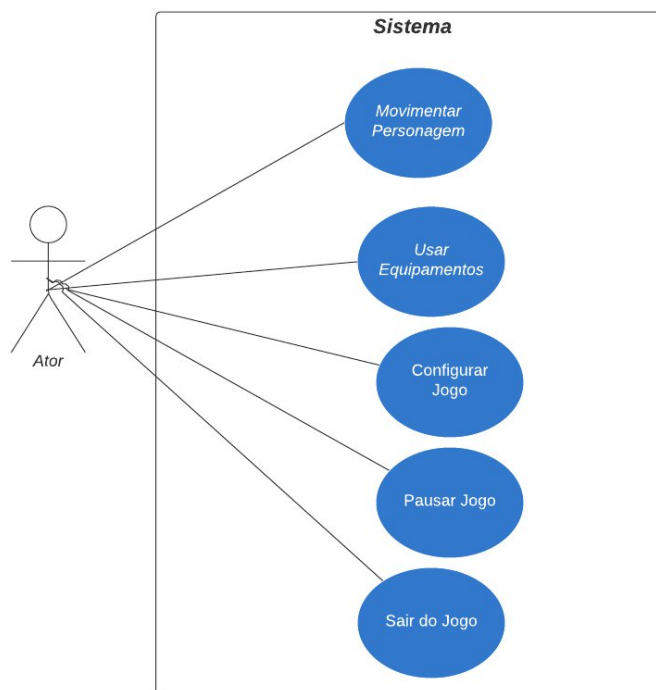 Sistema
Movimentar
Personagem
Usar
Equipamentos
Ator
Configurar
Jogo
Pausar Jogo
Sair do Jogo